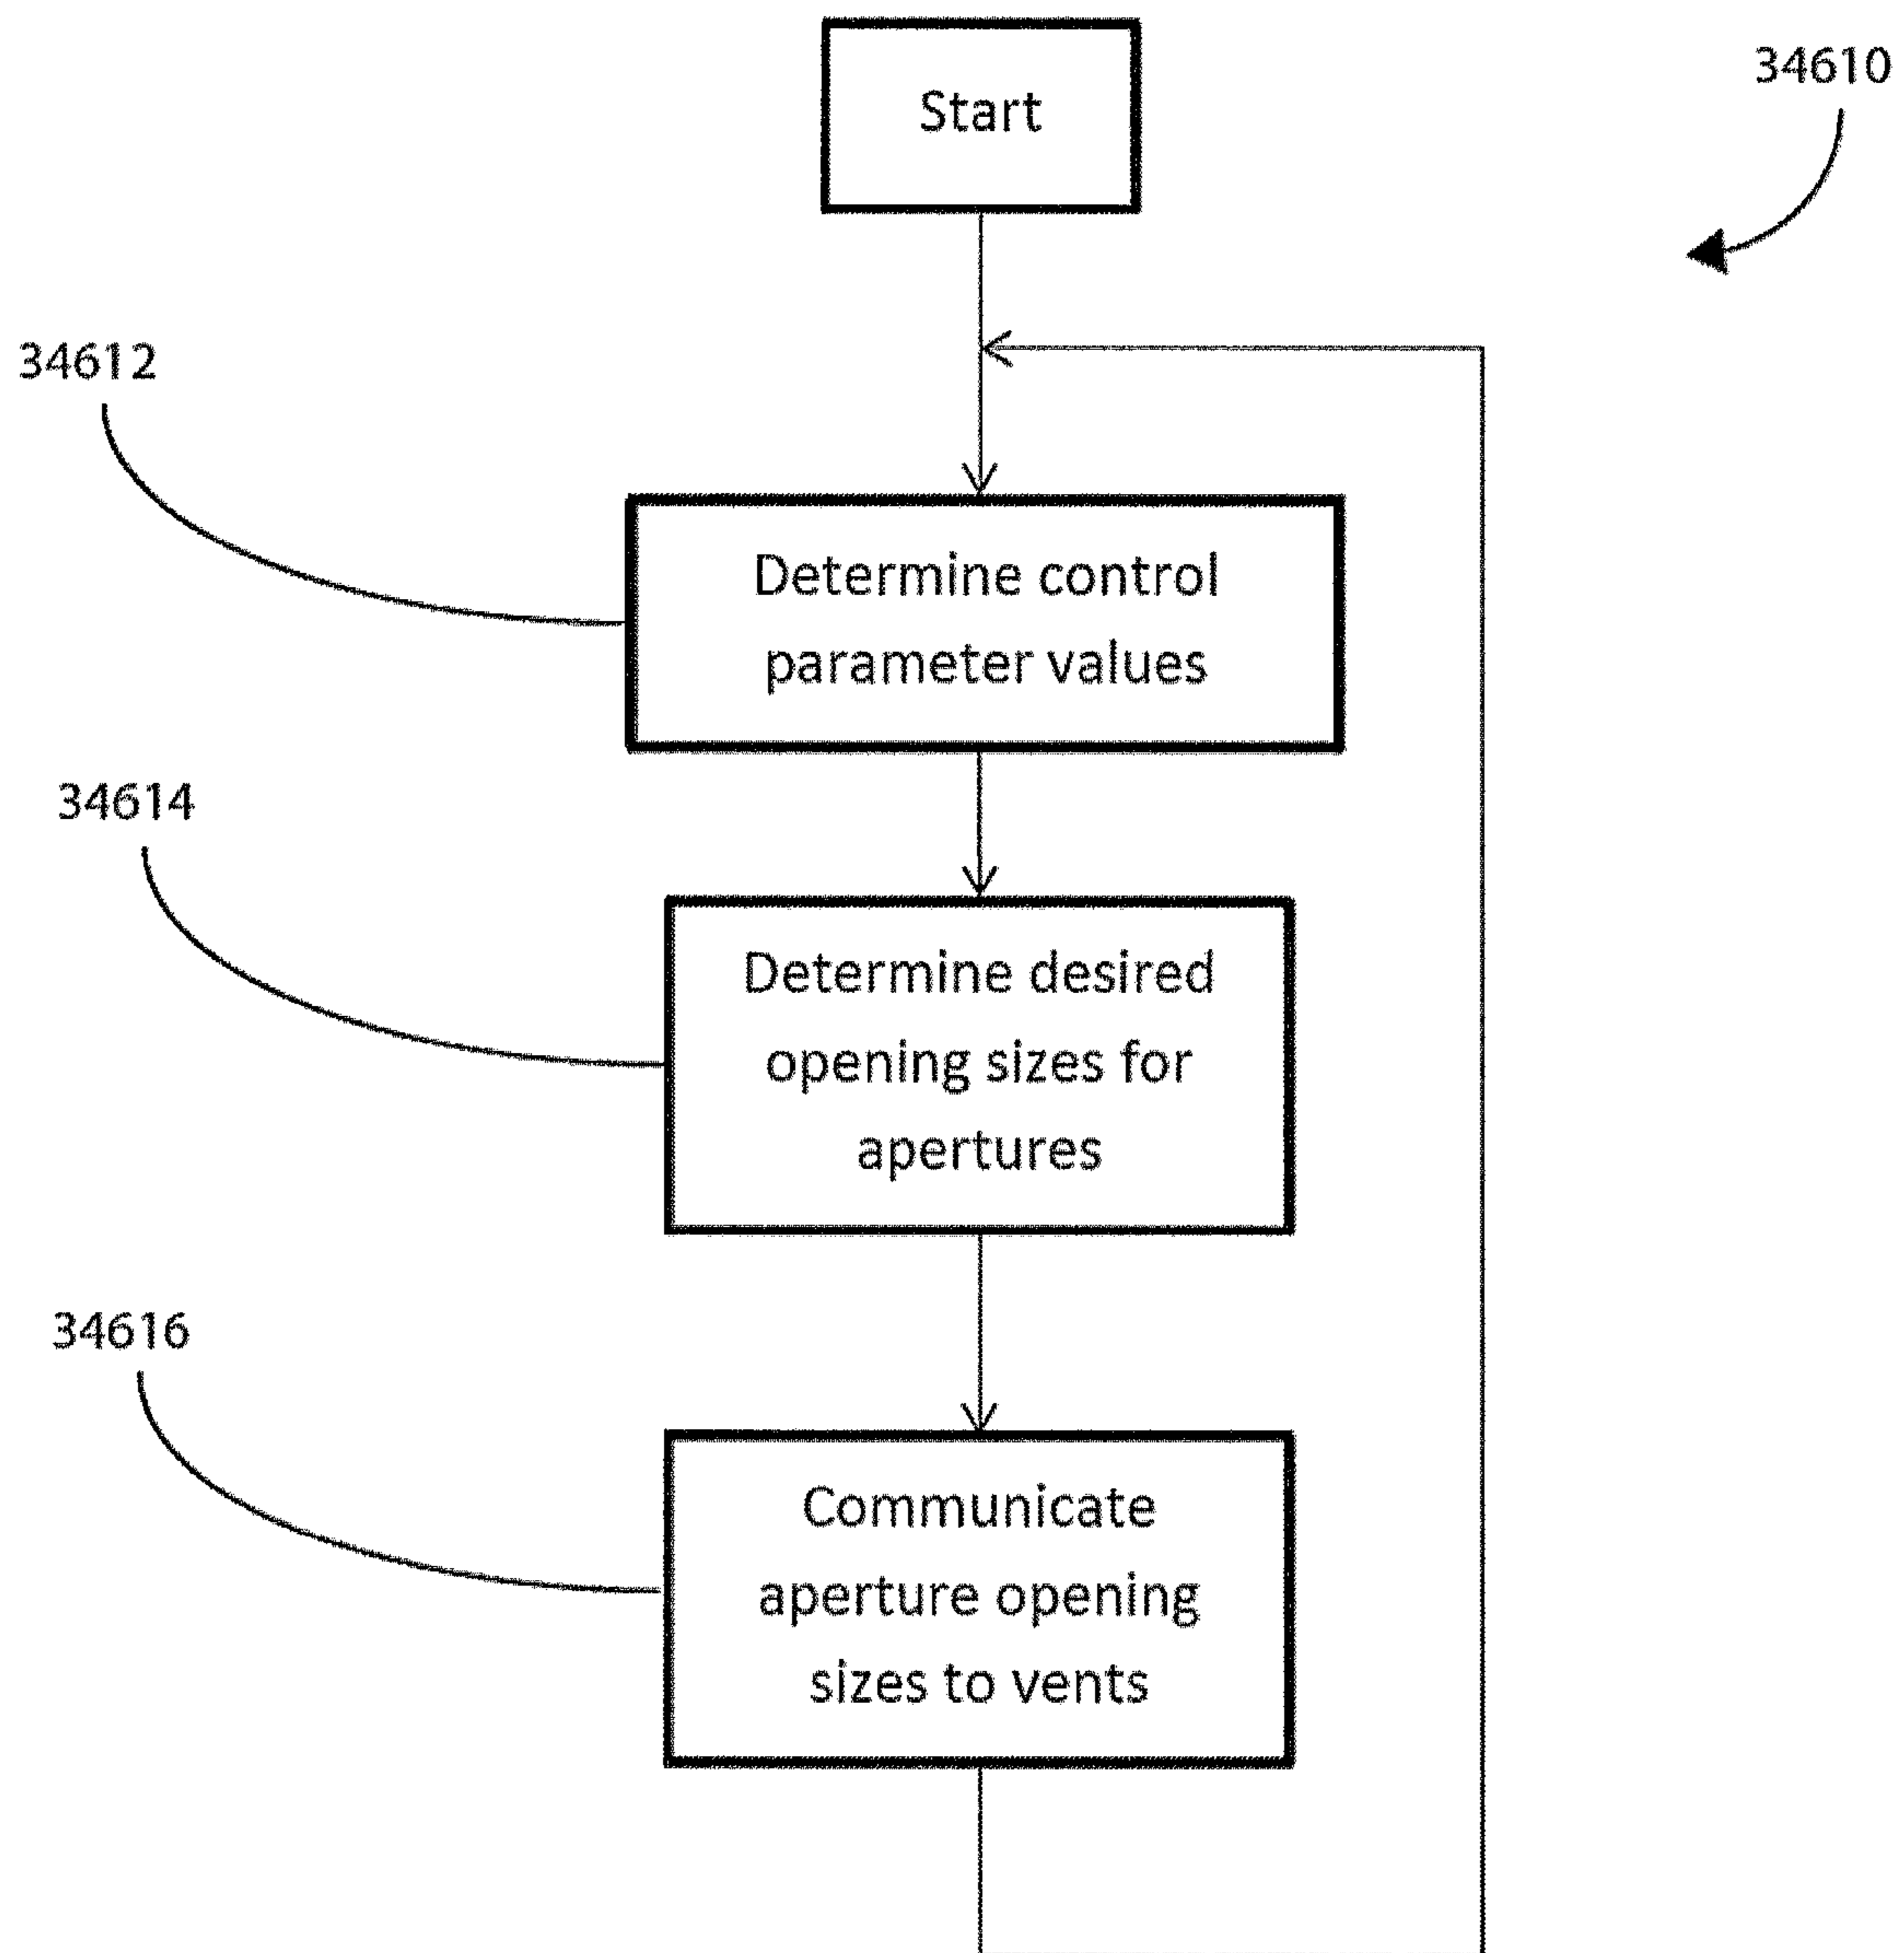 Start
34610
34612
Determine control
parameter values
34614
Determine desired
opening sizes for
apertures
34616
Communicate
aperture opening
sizes to vents